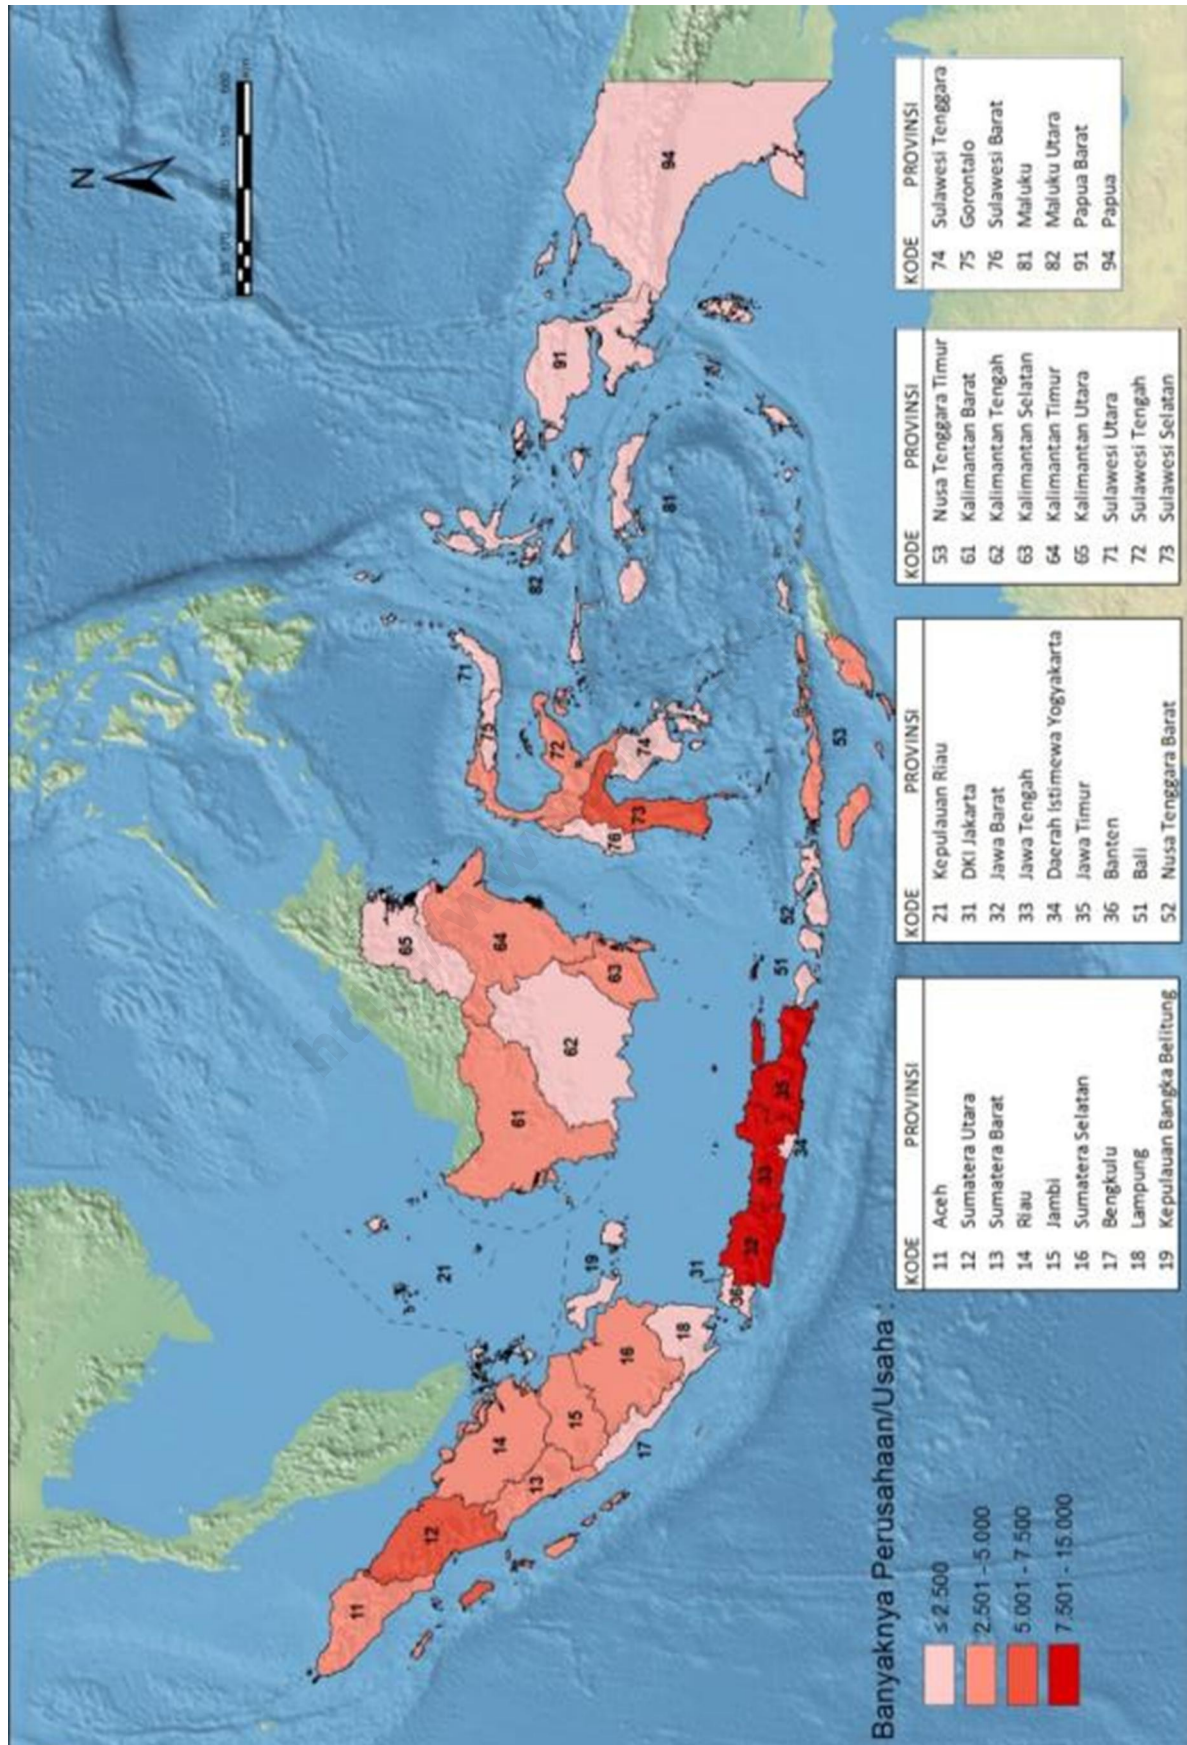 N
600
Km
11
12
13
14
15
16
17
18
19
21
31
36
32
33
34
35
51
52
53
61
62
63
64
65
71
75
72
76
73
74
82
81
91
94
Banyaknya Perusahaan/Usaha :
≤ 2.500
2.501 - 5.000
5.001 - 7.500
7.501 - 15.000
KODE PROVINSI
11 Aceh
12 Sumatera Utara
13 Sumatera Barat
14 Riau
15 Jambi
16 Sumatera Selatan
17 Bengkulu
18 Lampung
19 Kepulauan Bangka Belitung
KODE PROVINSI
21 Kepulauan Riau
31 DKI Jakarta
32 Jawa Barat
33 Jawa Tengah
34 Daerah Istimewa Yogyakarta
35 Jawa Timur
36 Banten
51 Bali
52 Nusa Tenggara Barat
KODE PROVINSI
53 Nusa Tenggara Timur
61 Kalimantan Barat
62 Kalimantan Tengah
63 Kalimantan Selatan
64 Kalimantan Timur
65 Kalimantan Utara
71 Sulawesi Utara
72 Sulawesi Tengah
73 Sulawesi Selatan
KODE PROVINSI
74 Sulawesi Tenggara
75 Gorontalo
76 Sulawesi Barat
81 Maluku
82 Maluku Utara
91 Papua Barat
94 Papua